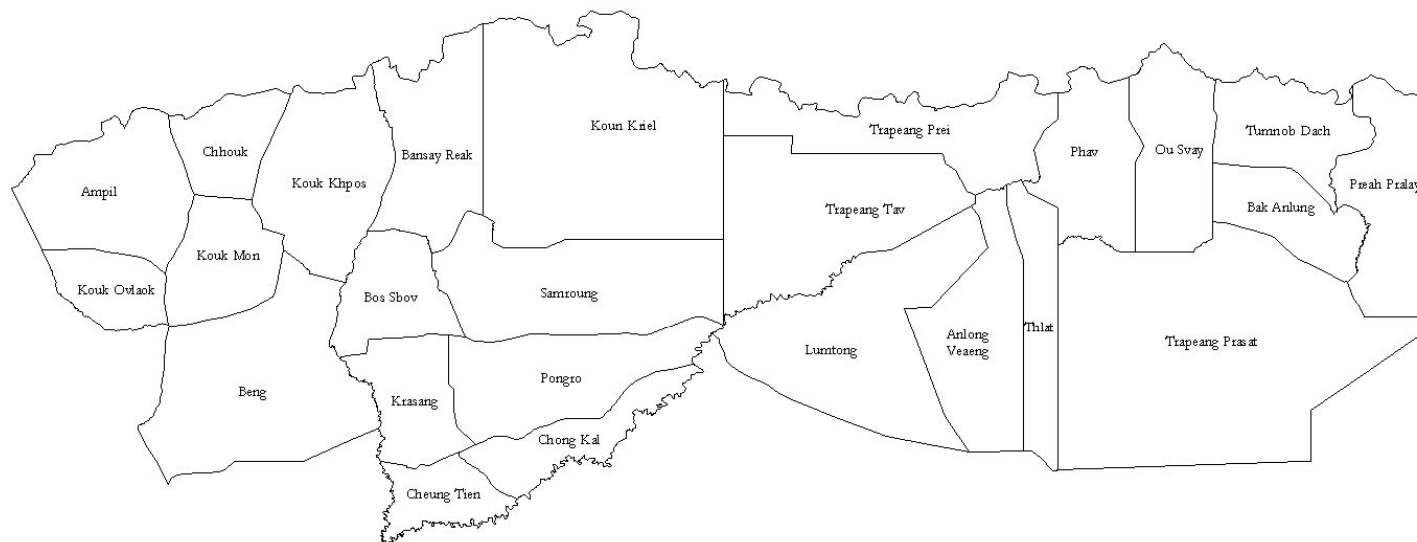 Koun Kriel
Trapeang Prei
Tumnob Dach
Ou Svay
Phav
Chhouk
Bansay Reak
Kouk Khpos
Preah Pralay
Ampil
Trapeang Tav
Bak Anlung
Kouk Mon
Kouk Ovlaok
Bos Sbov
Samroung
Anlong
Veaeng
Thlat
Lumtong
Trapeang Prasat
Pongro
Beng
Krasang
Chong Kal
Cheung Tien